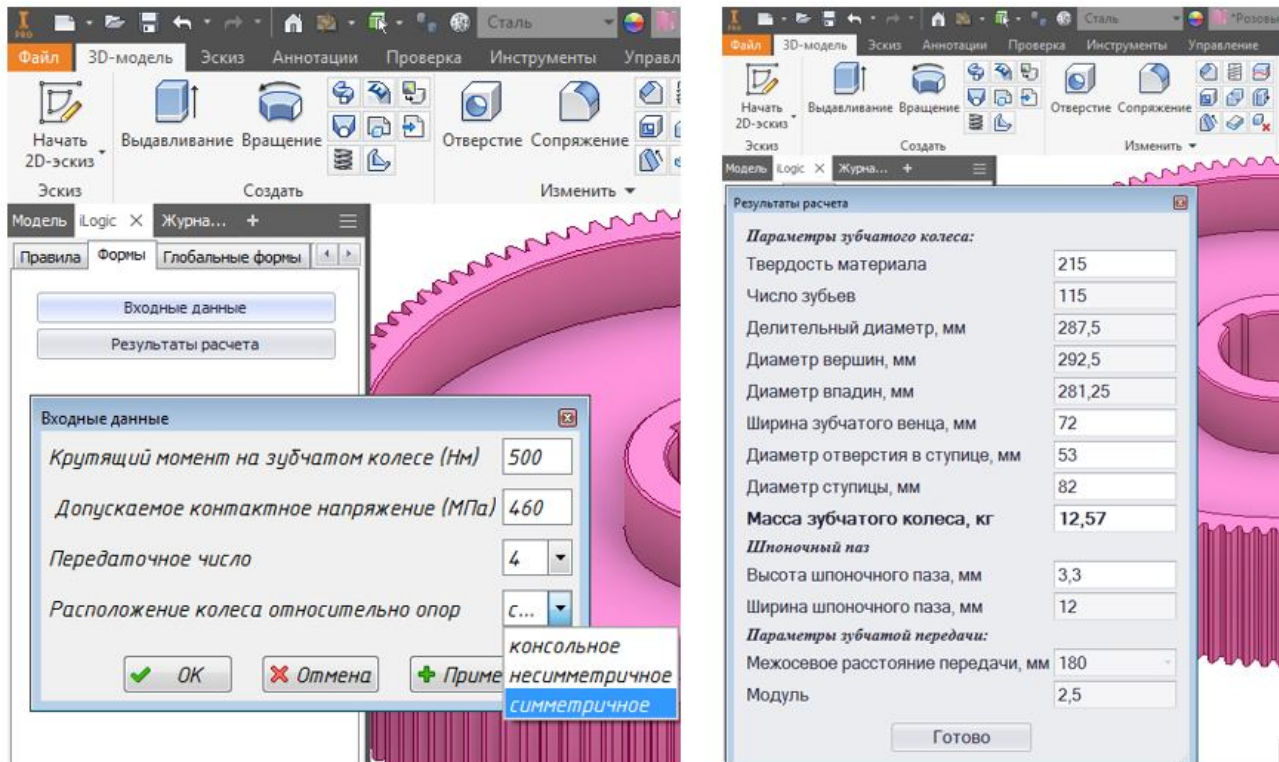 PRO
Сталь
Файл 3D-модель Эскиз Аннотации Проверка Инструменты Управл
Начать
2D-эскиз
Выдавливание Вращение
Отверстие Сопряжение
Эскиз Создать Изменить
Модель iLogic Журна... +
Правила Формы Глобальные формы
Входные данные
Результаты расчета
Входные данные
Крутящий момент на зубчатом колесе (Нм) 500
Допускаемое контактное напряжение (МПа) 460
Передаточное число 4
Расположение колеса относительно опор с...
консольное
несимметричное
симметричное
ОК Отмена Приме
PRO
Сталь *Розовы
Файл 3D-модель Эскиз Аннотации Проверка Инструменты Управление
Начать
2D-эскиз
Выдавливание Вращение
Отверстие Сопряжение
Эскиз Создать Изменить
Модель iLogic Журна... +
Результаты расчета
Параметры зубчатого колеса:
Твердость материала 215
Число зубьев 115
Делительный диаметр, мм 287,5
Диаметр вершин, мм 292,5
Диаметр впадин, мм 281,25
Ширина зубчатого венца, мм 72
Диаметр отверстия в ступице, мм 53
Диаметр ступицы, мм 82
Масса зубчатого колеса, кг 12,57
Шпоночный паз
Высота шпоночного паза, мм 3,3
Ширина шпоночного паза, мм 12
Параметры зубчатой передачи:
Межосевое расстояние передачи, мм 180
Модуль 2,5
Готово